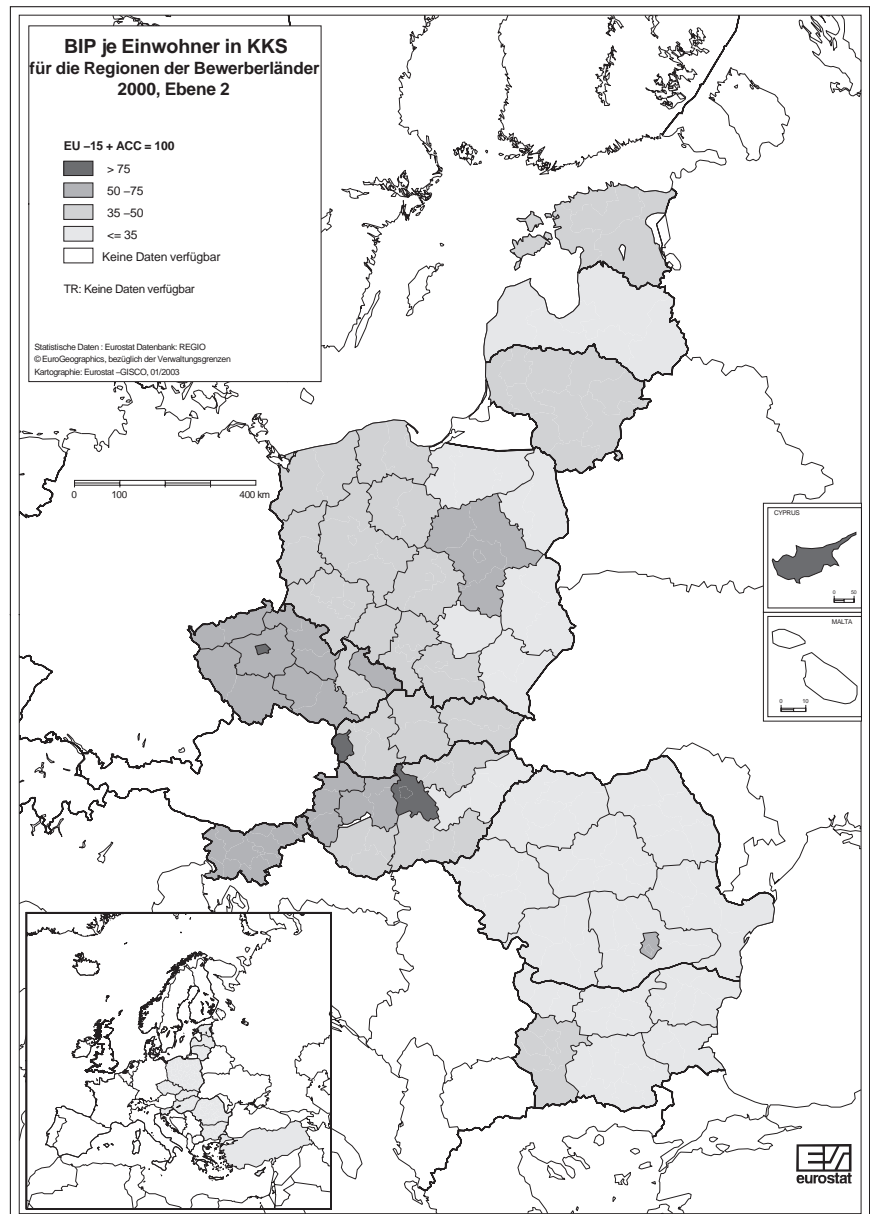 BIP je Einwohner in KKS
für die Regionen der Bewerberländer
2000, Ebene 2
EU –15 + ACC = 100
> 75
50 –75
35 –50
<= 35
Keine Daten verfügbar
TR: Keine Daten verfügbar
Statistische Daten : Eurostat Datenbank: REGIO
© EuroGeographics, bezüglich der Verwaltungsgrenzen
Kartographie: Eurostat –GISCO, 01/2003
0 100 400 km
CYPRUS
0 50
MALTA
0 10
eurostat